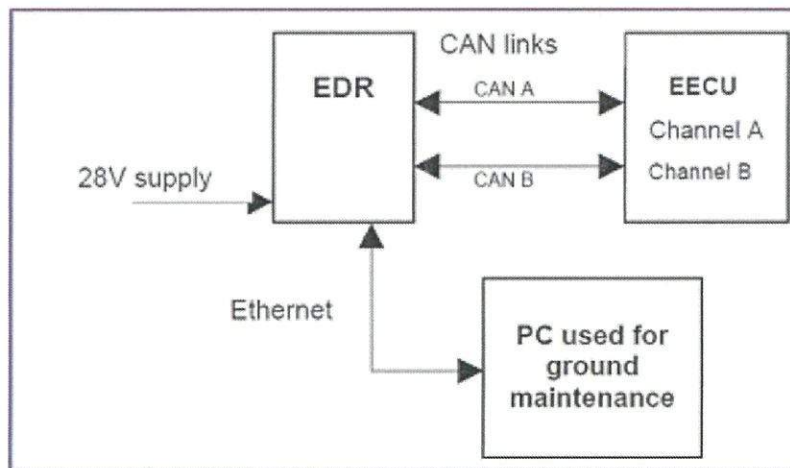 CAN links
EDR
CAN A
EECU
Channel A
CAN B
Channel B
28V supply
Ethernet
PC used for
ground
maintenance